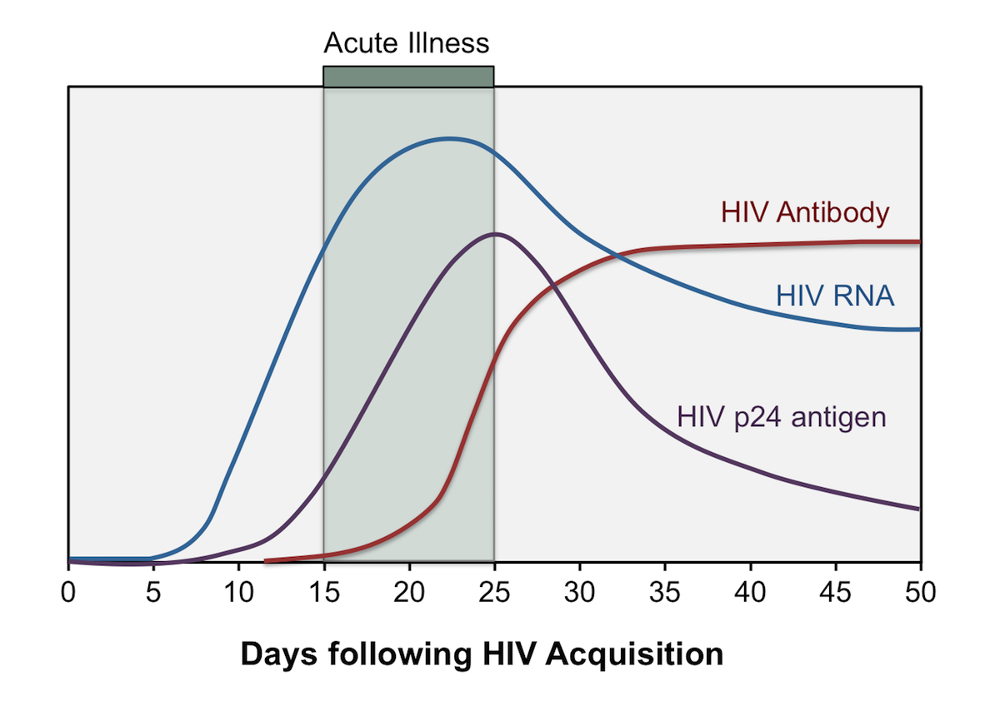 Acute Illness
HIV Antibody
HIV RNA
HIV p24 antigen
0 5 10 15 20 25 30 35 40 45 50
Days following HIV Acquisition